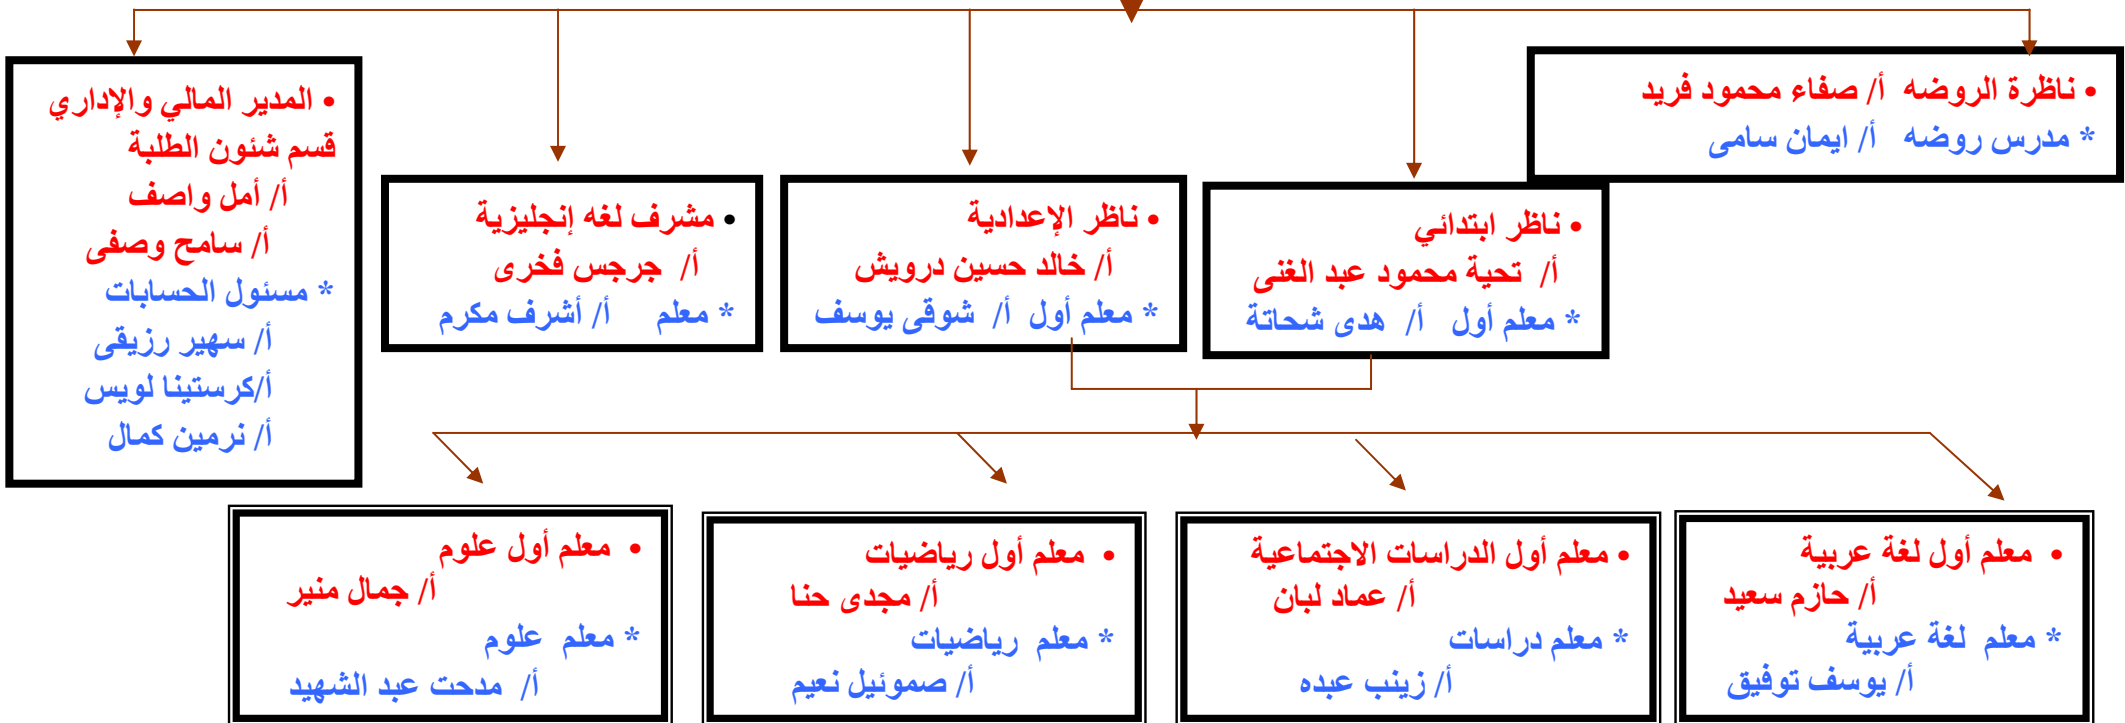 • ناظرة الروضه أ/ صفاء محمود فريد
* مدرس روضه أ/ ايمان سامى
• ناظر ابتدائي
أ/ تحية محمود عبد الغنى
* معلم أول أ/ هدى شحاتة
• ناظر الإعدادية
أ/ خالد حسين درويش
* معلم أول أ/ شوقى يوسف
• مشرف لغه إنجليزية
أ/ جرجس فخرى
* معلم أ/ أشرف مكرم
• المدير المالي والإداري
قسم شئون الطلبة
أ/ أمل واصف
أ/ سامح وصفى
* مسئول الحسابات
أ/ سهير رزيقى
أ/كرستينا لويس
أ/ نرمين كمال
• معلم أول لغة عربية
أ/ حازم سعيد
* معلم لغة عربية
أ/ يوسف توفيق
• معلم أول الدراسات الاجتماعية
أ/ عماد لبان
* معلم دراسات
أ/ زينب عبده
• معلم أول رياضيات
أ/ مجدى حنا
* معلم رياضيات
أ/ صموئيل نعيم
• معلم أول علوم
أ/ جمال منير
* معلم علوم
أ/ مدحت عبد الشهيد